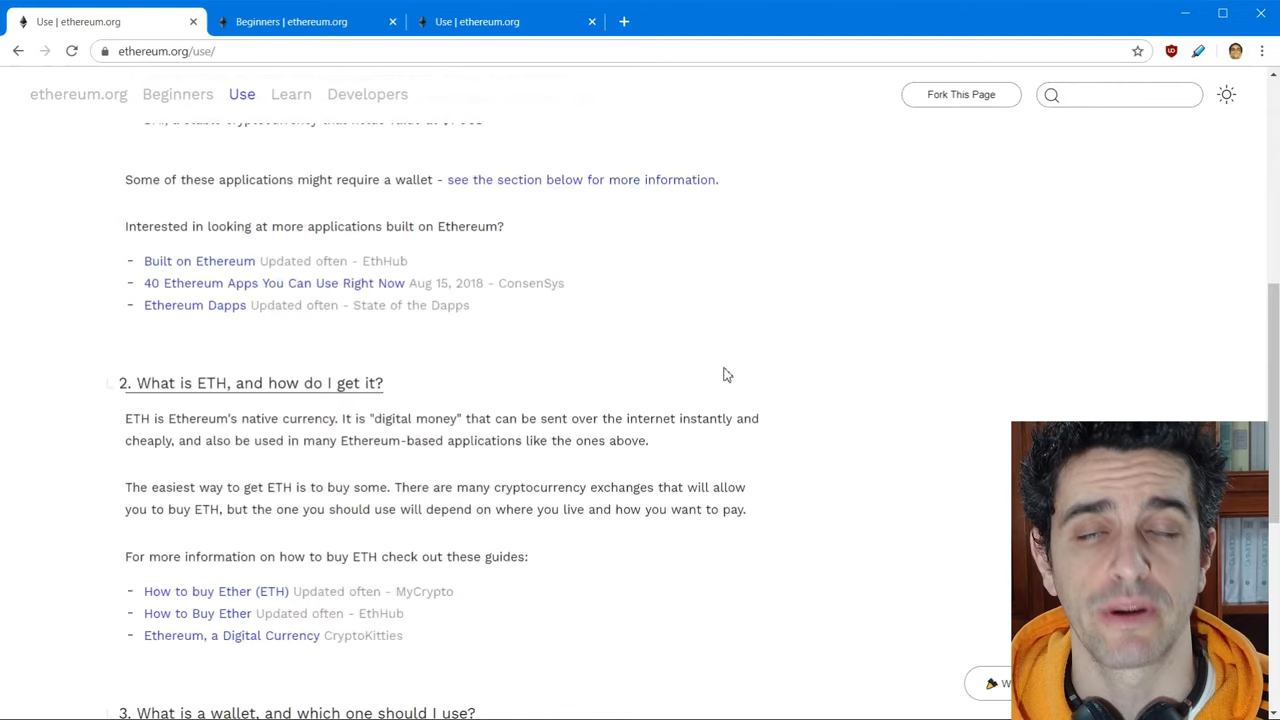 Use | ethereum.org
Beginners | ethereum.org
Use | ethereum.org
ethereum.org/use/
ethereum.org
Beginners
Use
Learn
Developers
Fork This Page
Some of these applications might require a wallet - see the section below for more information.
Interested in looking at more applications built on Ethereum?
- Built on Ethereum Updated often - EthHub
- 40 Ethereum Apps You Can Use Right Now Aug 15, 2018 - ConsenSys
- Ethereum Dapps Updated often - State of the Dapps
2. What is ETH, and how do I get it?
ETH is Ethereum's native currency. It is "digital money" that can be sent over the internet instantly and
cheaply, and also be used in many Ethereum-based applications like the ones above.
The easiest way to get ETH is to buy some. There are many cryptocurrency exchanges that will allow
you to buy ETH, but the one you should use will depend on where you live and how you want to pay.
For more information on how to buy ETH check out these guides:
- How to buy Ether (ETH) Updated often - MyCrypto
- How to Buy Ether Updated often - EthHub
- Ethereum, a Digital Currency CryptoKitties
3. What is a wallet, and which one should I use?